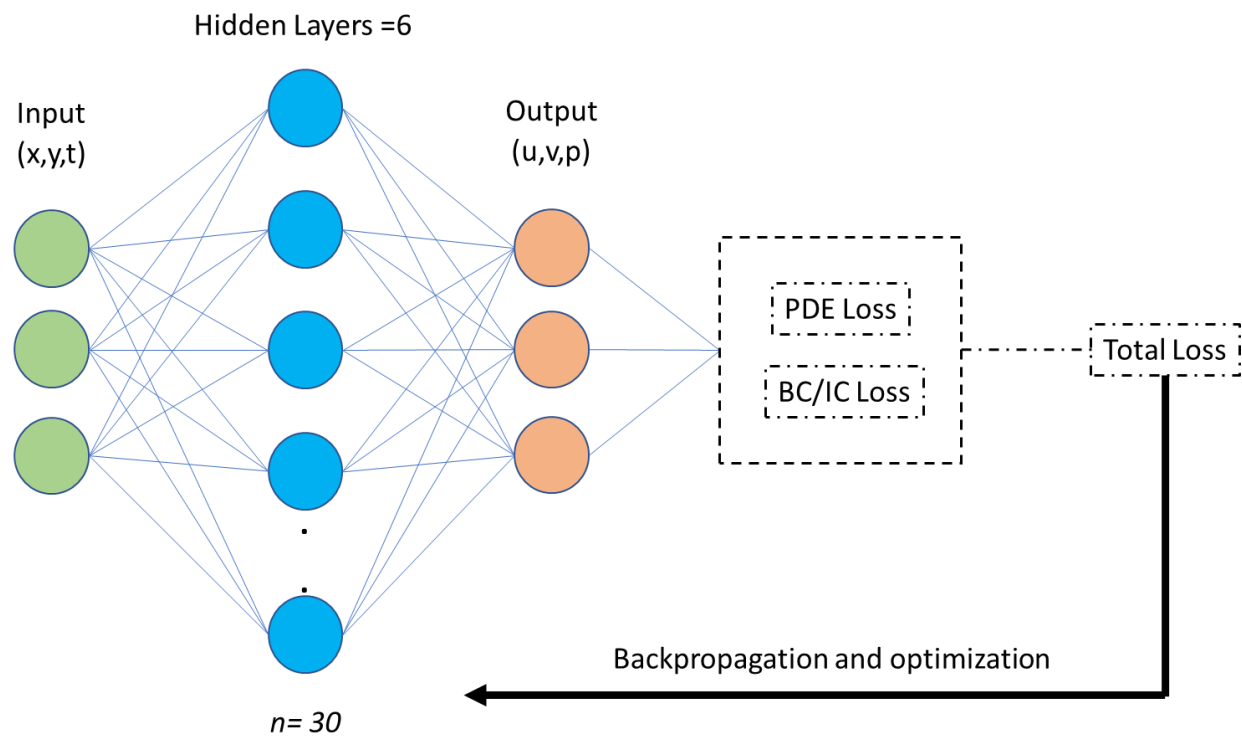 Hidden Layers =6
Input
(x,y,t)
Output
(u,v,p)
PDE Loss
BC/IC Loss
Total Loss
Backpropagation and optimization
n= 30